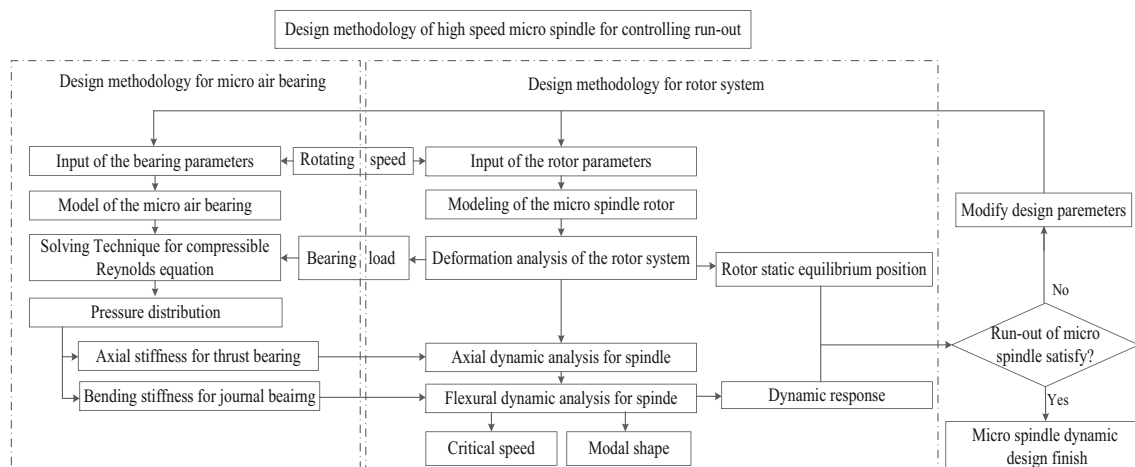 Design methodology of high speed micro spindle for controlling run-out
Design methodology for micro air bearing
Design methodology for rotor system
Input of the bearing parameters
Rotating speed
Input of the rotor parameters
Model of the micro air bearing
Modeling of the micro spindle rotor
Modify design paremeters
Solving Technique for compressible
Reynolds equation
Bearing load
Deformation analysis of the rotor system
Rotor static equilibrium position
No
Pressure distribution
Run-out of micro
spindle satisfy?
Axial stiffness for thrust bearing
Axial dynamic analysis for spindle
Bending stiffness for journal beairng
Flexural dynamic analysis for spinde
Dynamic response
Yes
Critical speed
Modal shape
Micro spindle dynamic
design finish